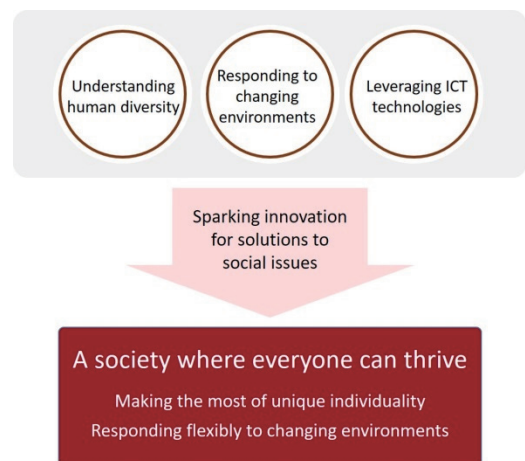 Understanding
human diversity
Responding to
changing
environments
Leveraging ICT
technologies
Sparking innovation
for solutions to
social issues
A society where everyone can thrive
Making the most of unique individuality
Responding flexibly to changing environments